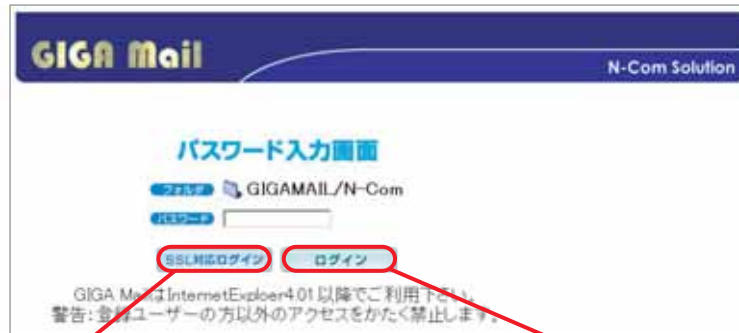 GIGA Mail
N-Com Solution
パスワード入力画面
フォルダ GIGAMAIL/N-Com
パスワード
SSL対応ログイン ログイン
GIGA MailはInternetExploer4.01以降でご利用下さい。
警告:登録ユーザーの方以外のアクセスをかたく禁止します。